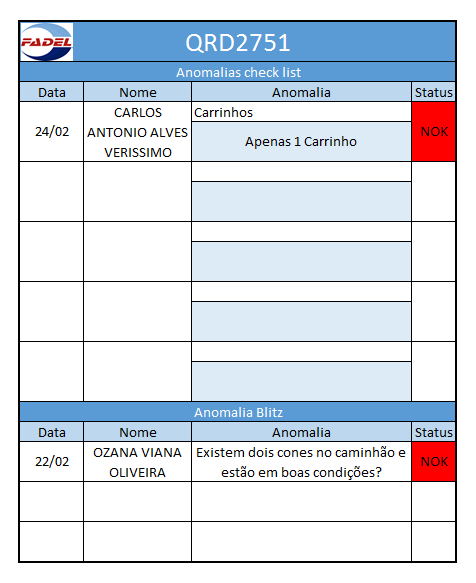 FADEL
QRD2751
Anomalias check list
Data Nome Anomalia Status
24/02
CARLOS
ANTONIO ALVES
VERISSIMO
Carrinhos
Apenas 1 Carrinho
NOK
Anomalia Blitz
Data Nome Anomalia Status
22/02
OZANA VIANA
OLIVEIRA
Existem dois cones no caminhão e
estão em boas condições?
NOK